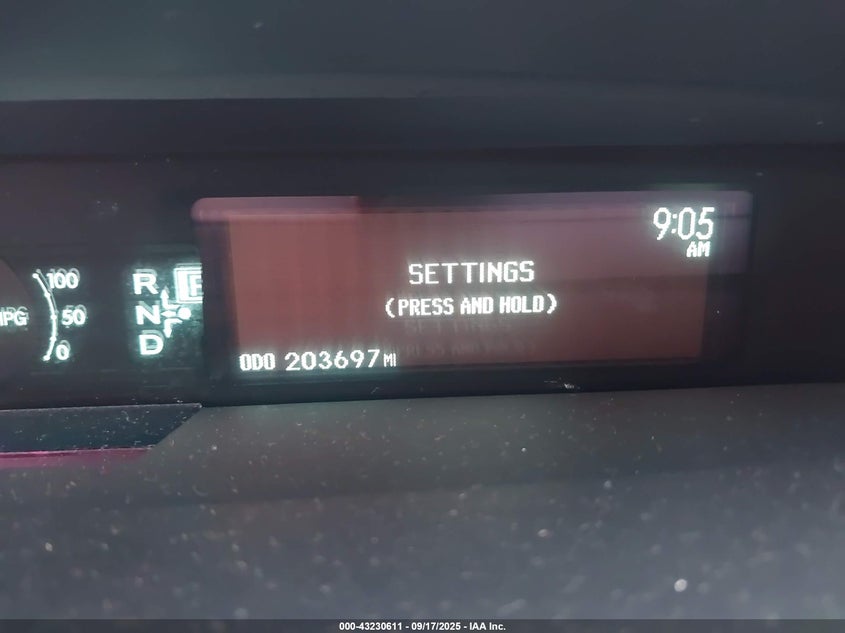 9:05
AM
SETTINGS
(PRESS AND HOLD)
ODO 203697 MI
100
50
0
MPG
R
N
D
000-43230611 - 09/17/2025 - IAA Inc.